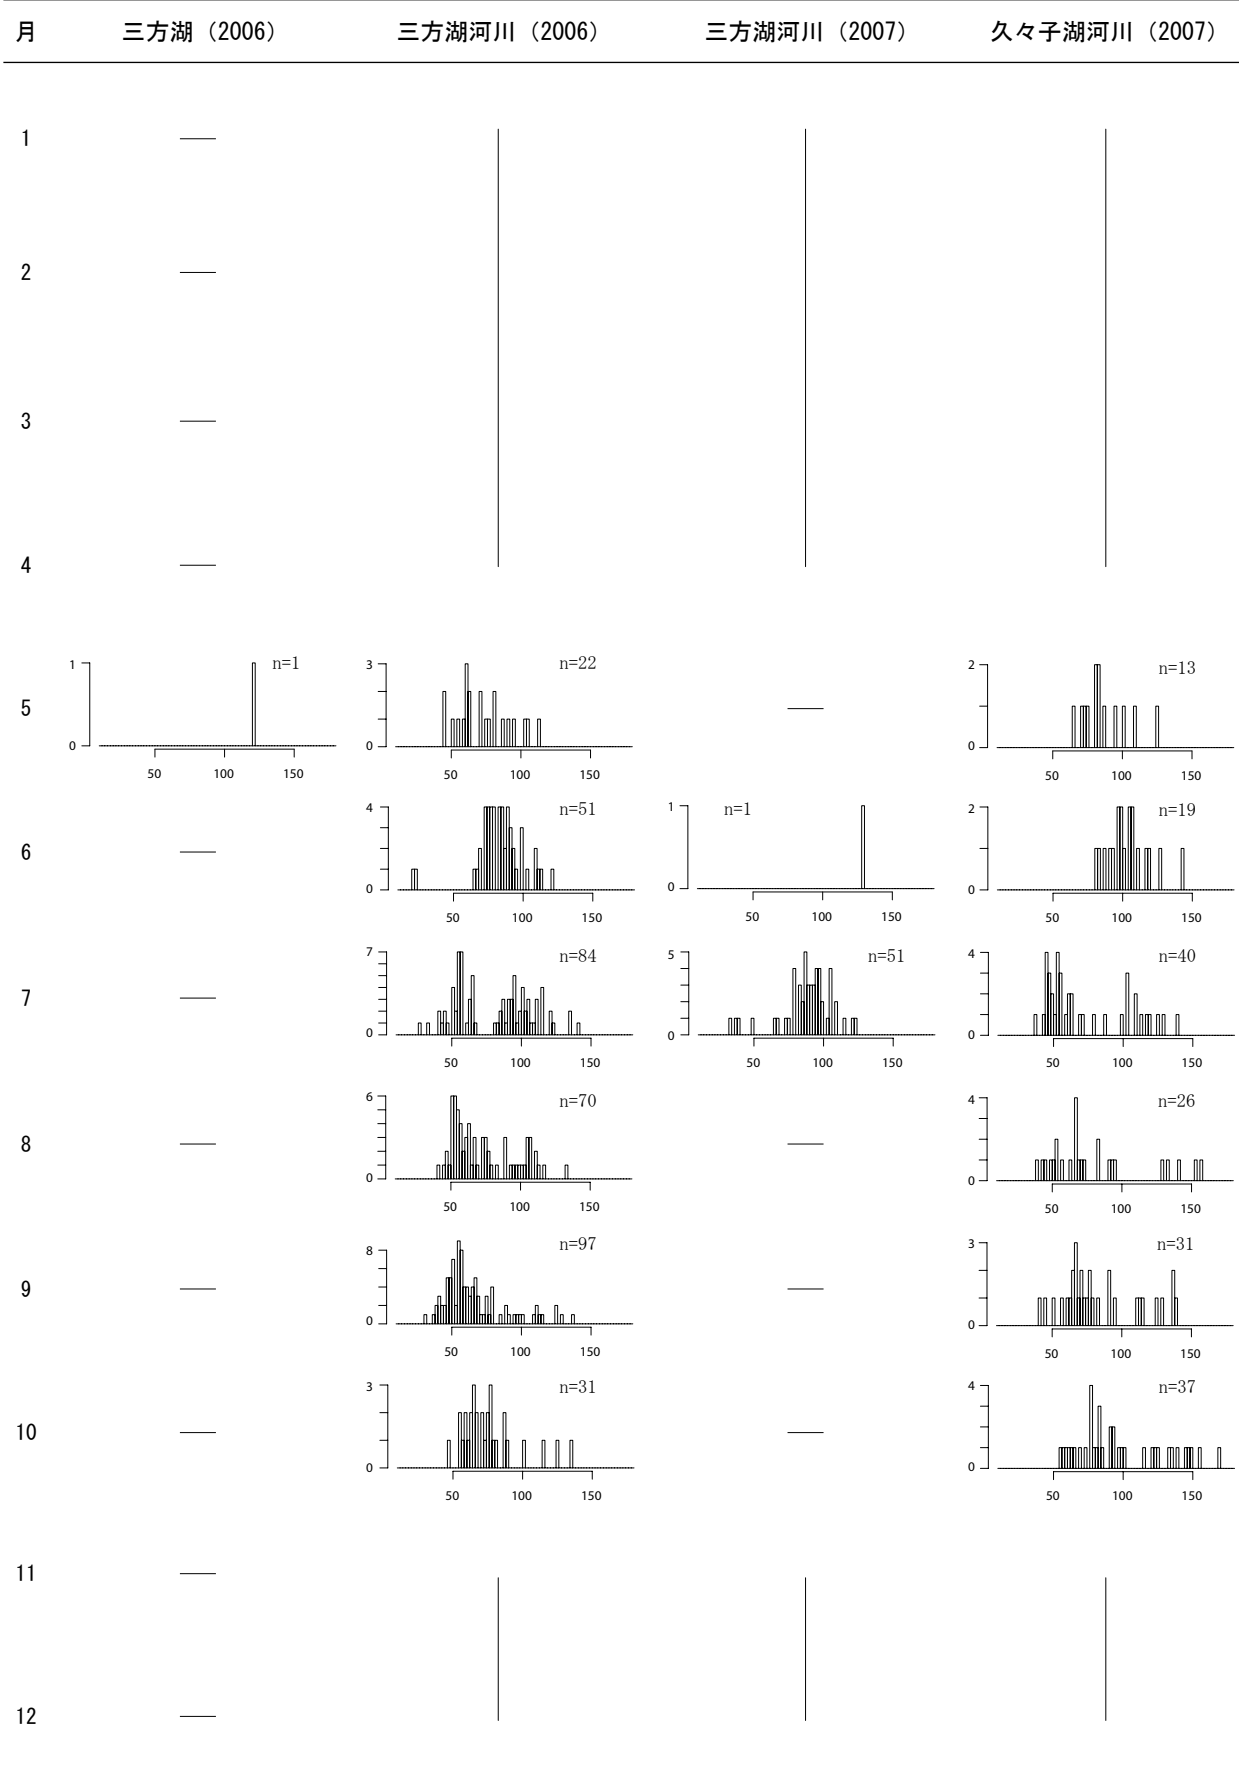 月 三方湖（2006） 三方湖河川（2006） 三方湖河川（2007） 久々子湖河川（2007）
1
2
3
4
5
1 0 n=1 50 100 150
3 0 n=22 50 100 150
2 0 n=13 50 100 150
6
4 0 n=51 50 100 150
1 0 n=1 50 100 150
2 0 n=19 50 100 150
7
7 0 n=84 50 100 150
5 0 n=51 50 100 150
4 0 n=40 50 100 150
8
6 0 n=70 50 100 150
4 0 n=26 50 100 150
9
8 0 n=97 50 100 150
3 0 n=31 50 100 150
10
3 0 n=31 50 100 150
4 0 n=37 50 100 150
11
12